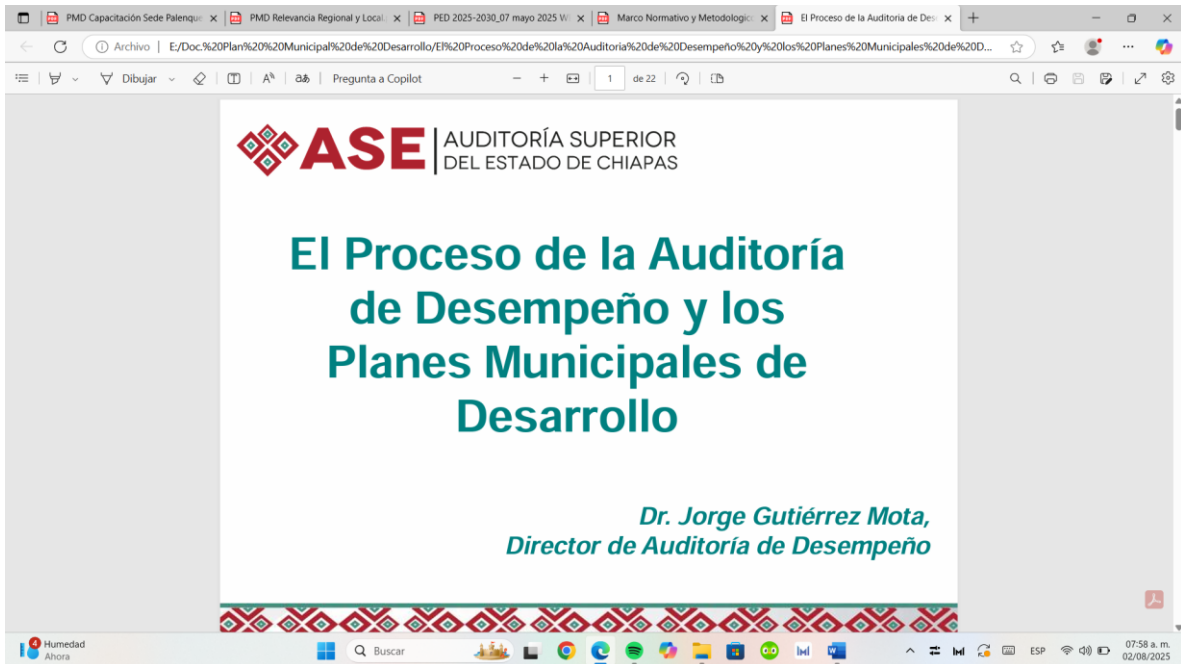 PMD Capacitación Sede Palenque
PMD Relevancia Regional y Local.
PED 2025-2030_07 mayo 2025 W
Marco Normativo y Metodologic
El Proceso de la Auditoria de Des
Archivo
E:/Doc.%20Plan%20%20Municipal%20de%20Desarrollo/El%20Proceso%20de%20la%20Auditoria%20de%20Desempeño%20y%20los%20Planes%20Municipales%20de%20D...
Dibujar
Pregunta a Copilot
1 de 22
ASE AUDITORÍA SUPERIOR
DEL ESTADO DE CHIAPAS
El Proceso de la Auditoría
de Desempeño y los
Planes Municipales de
Desarrollo
Dr. Jorge Gutiérrez Mota,
Director de Auditoría de Desempeño
4
Humedad
Ahora
Buscar
ESP
07:58 a. m.
02/08/2025